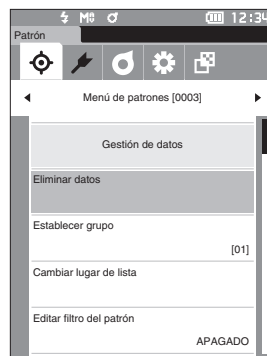 12:34
Patrón
Menú de patrones [0003]
Gestión de datos
Eliminar datos
Establecer grupo
[01]
Cambiar lugar de lista
Editar filtro del patrón
APAGADO